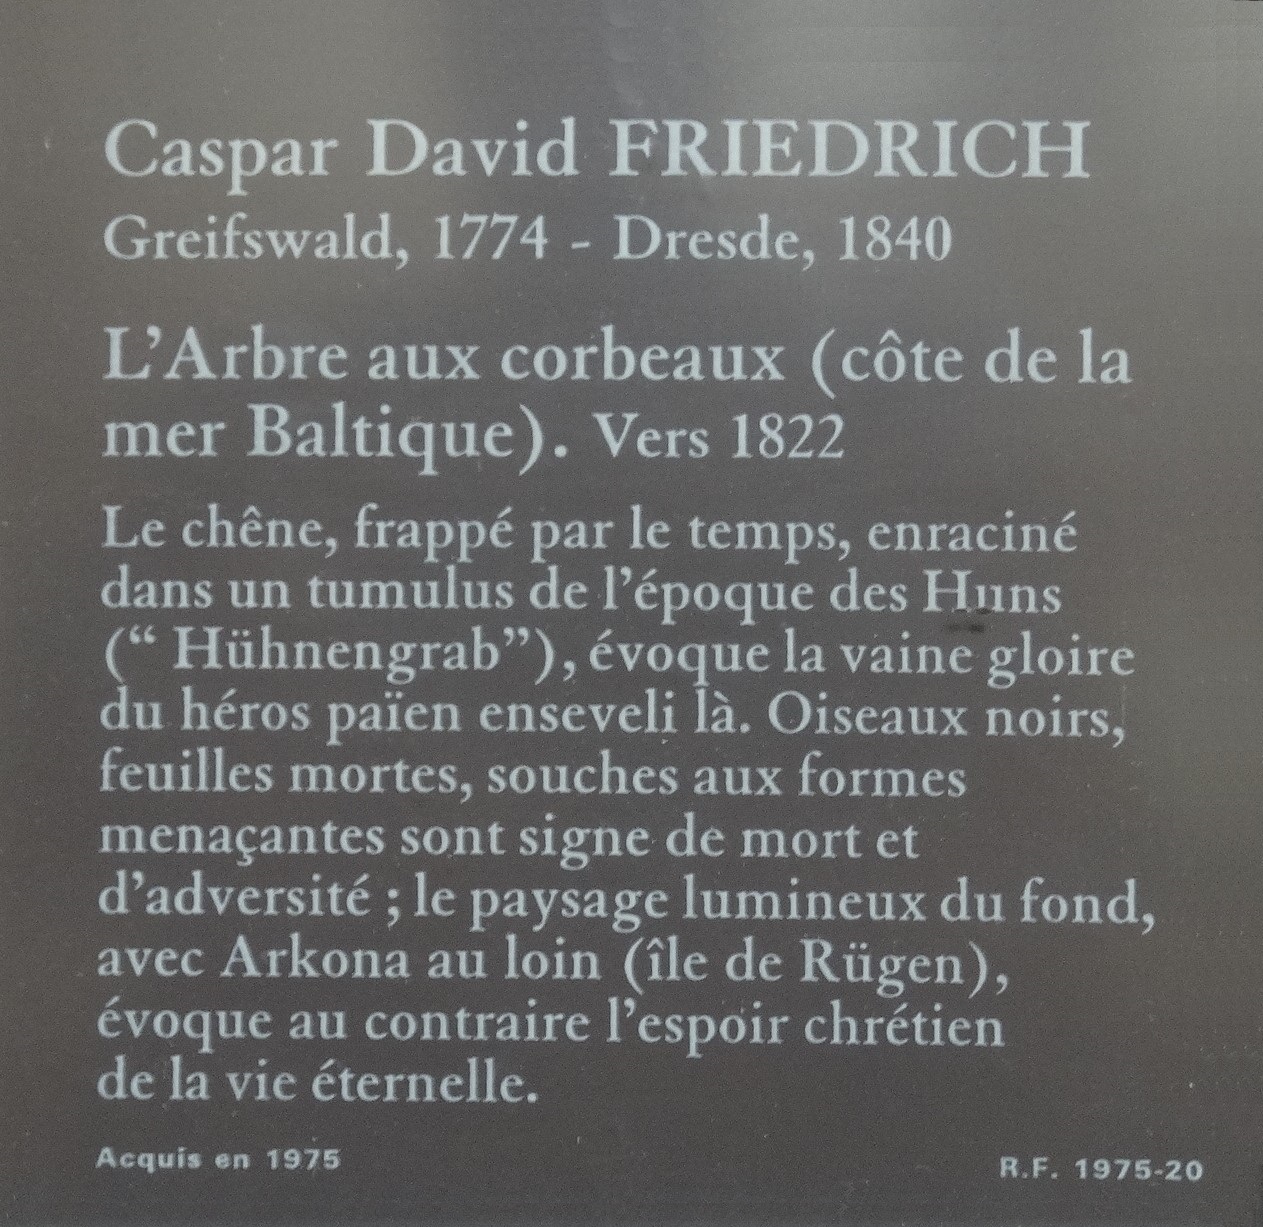 Caspar David FRIEDRICH
Greifswald, 1774 - Dresde, 1840
L'Arbre aux corbeaux (côte de la
mer Baltique). Vers 1822
Le chêne, frappé par le temps, enraciné
dans un tumulus de l'époque des Huns
(“ Hühnengrab”), évoque la vaine gloire
du héros païen enseveli là. Oiseaux noirs,
feuilles mortes, souches aux formes
menaçantes sont signe de mort et
d'adversité ; le paysage lumineux du fond,
avec Arkona au loin (île de Rügen),
évoque au contraire l'espoir chrétien
de la vie éternelle.
Acquis en 1975
R.F. 1975-20